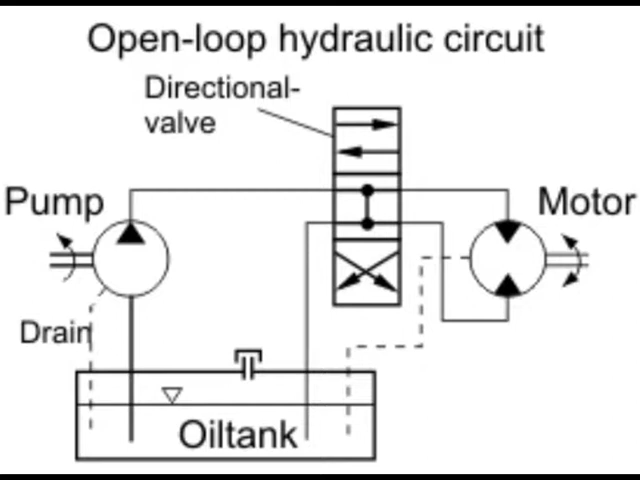 Open-loop hydraulic circuit
Directional-
valve
Pump
Motor
Drain
Oiltank